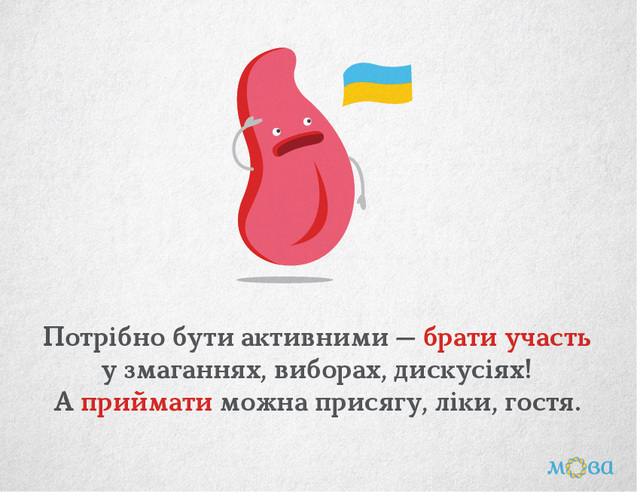 Потрібно бути активними — брати участь
у змаганнях, виборах, дискусіях!
А приймати можна присягу, ліки, гостя.
мова